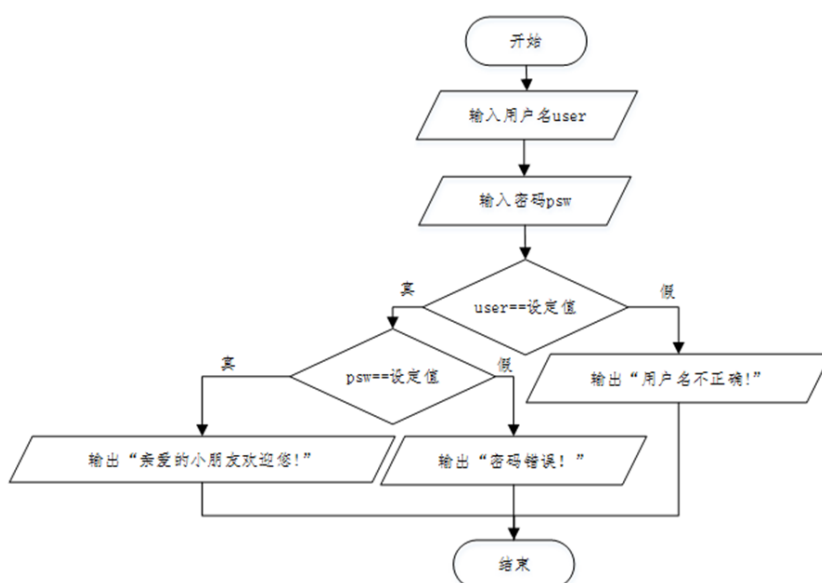 开始
输入用户名user
输入密码psw
user==设定值
真
假
psw==设定值
真
假
输出“用户名不正确!”
输出“亲爱的小朋友欢迎您!”
输出“密码错误！”
结束